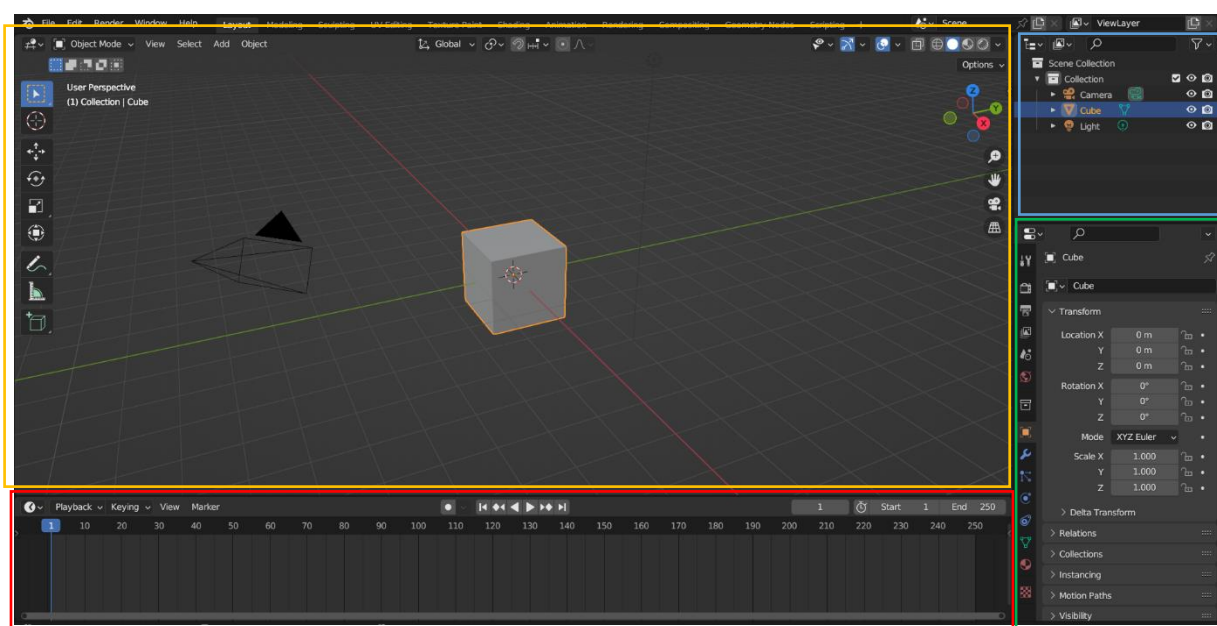 File Edit Render Window Help Layout Modeling Sculpting UV Editing Texture Paint Shading Animation Rendering Compositing Geometry Nodes Scripting + Scene ViewLayer
Object Mode View Select Add Object Global
Options
User Perspective
(1) Collection | Cube
Z
Y
X
Scene Collection
Collection
Camera
Cube
Light
Cube
Cube
Transform
Location X 0 m
Y 0 m
Z 0 m
Rotation X 0°
Y 0°
Z 0°
Mode XYZ Euler
Scale X 1.000
Y 1.000
Z 1.000
Delta Transform
Relations
Collections
Instancing
Motion Paths
Visibility
Playback Keying View Marker 1 Start 1 End 250
1 10 20 30 40 50 60 70 80 90 100 110 120 130 140 150 160 170 180 190 200 210 220 230 240 250